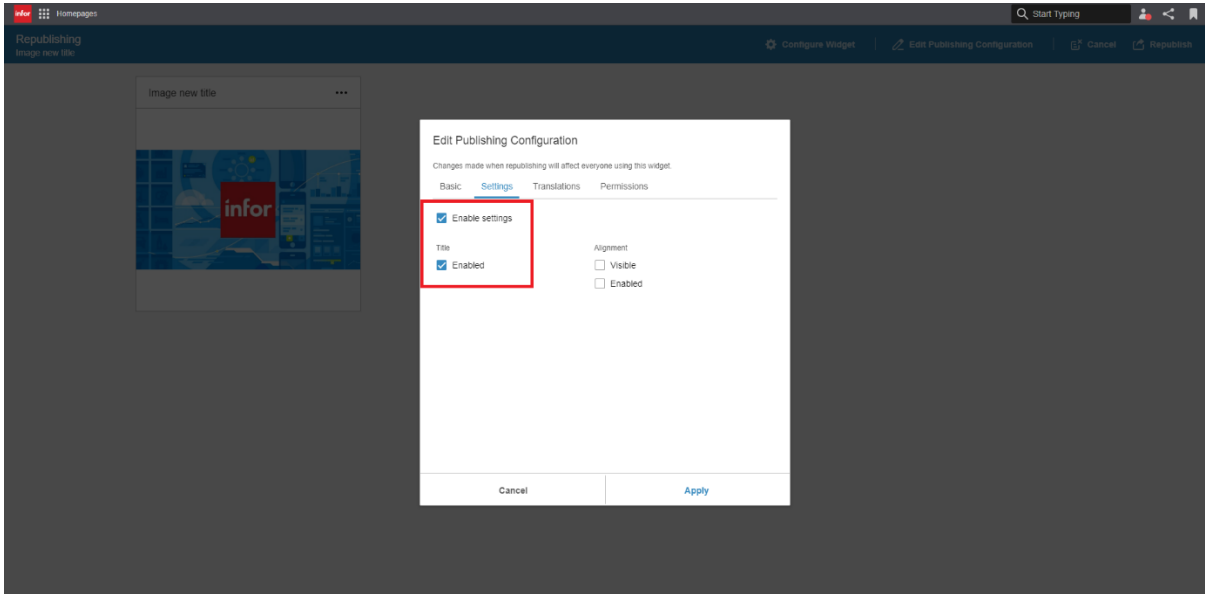 infor
Homepages
Start Typing
Republishing
Image new title
Configure Widget
Edit Publishing Configuration
Cancel
Republish
Image new title
infor
Edit Publishing Configuration
Changes made when republishing will affect everyone using this widget.
Basic Settings Translations Permissions
Enable settings
Title Alignment
Enabled Visible
Enabled
Cancel Apply